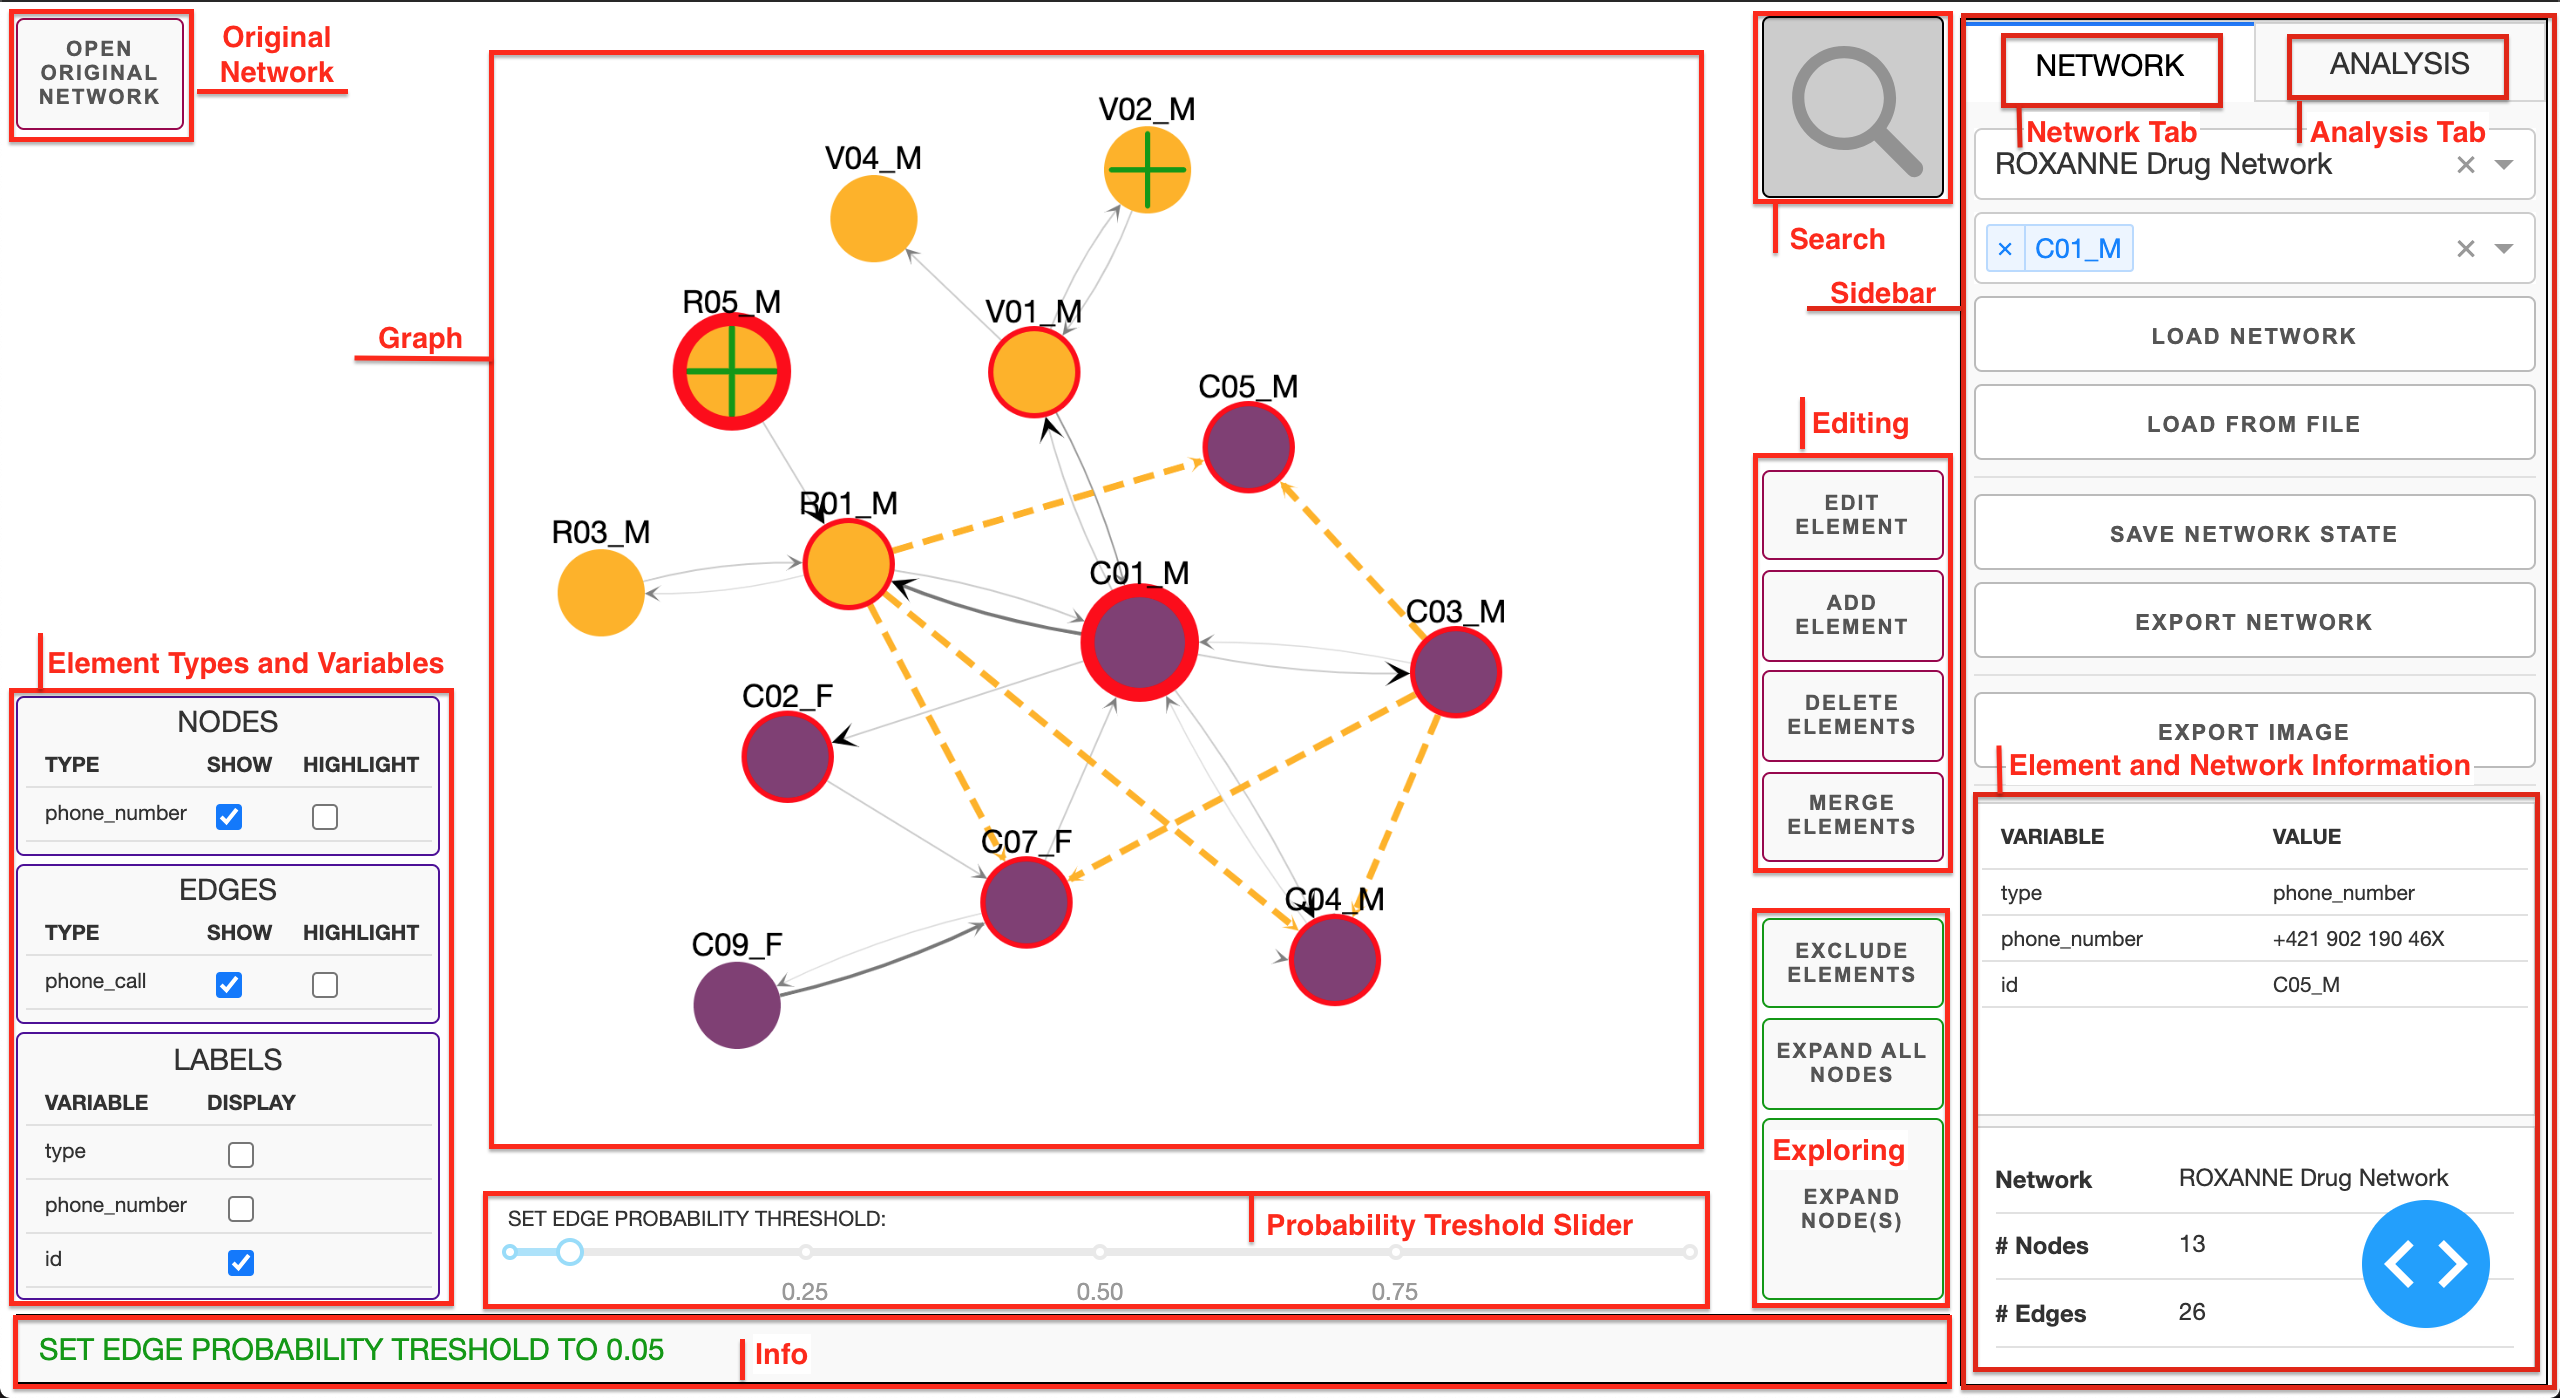 OPEN
ORIGINAL
NETWORK
Original
Network
Graph
V02_M
V04_M
R05_M
V01_M
C05_M
R01_M
R03_M
C01_M
C03_M
C02_F
C07_F
C04_M
C09_F
Element Types and Variables
NODES
TYPE SHOW HIGHLIGHT
phone_number
EDGES
TYPE SHOW HIGHLIGHT
phone_call
LABELS
VARIABLE DISPLAY
type
phone_number
id
SET EDGE PROBABILITY THRESHOLD:
Probability Treshold Slider
0.25 0.50 0.75
SET EDGE PROBABILITY TRESHOLD TO 0.05
Info
Search
Sidebar
Editing
EDIT
ELEMENT
ADD
ELEMENT
DELETE
ELEMENTS
MERGE
ELEMENTS
EXCLUDE
ELEMENTS
EXPAND ALL
NODES
Exploring
EXPAND
NODE(S)
NETWORK ANALYSIS
Network Tab Analysis Tab
ROXANNE Drug Network
× C01_M
LOAD NETWORK
LOAD FROM FILE
SAVE NETWORK STATE
EXPORT NETWORK
EXPORT IMAGE
Element and Network Information
VARIABLE VALUE
type phone_number
phone_number +421 902 190 46X
id C05_M
Network ROXANNE Drug Network
# Nodes 13
# Edges 26